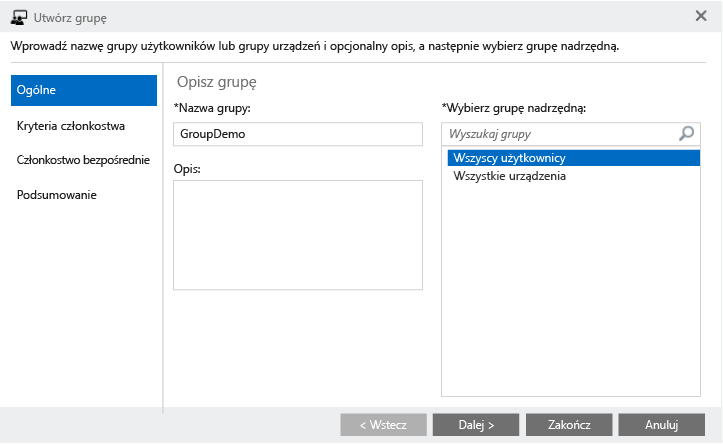 Utwórz grupę
Wprowadź nazwę grupy użytkowników lub grupy urządzeń i opcjonalny opis, a następnie wybierz grupę nadrzędną.
Ogólne
Kryteria członkostwa
Członkostwo bezpośrednie
Podsumowanie
Opisz grupę
*Nazwa grupy:
GroupDemo
Opis:
*Wybierz grupę nadrzędną:
Wyszukaj grupy
Wszyscy użytkownicy
Wszystkie urządzenia
< Wstecz
Dalej >
Zakończ
Anuluj